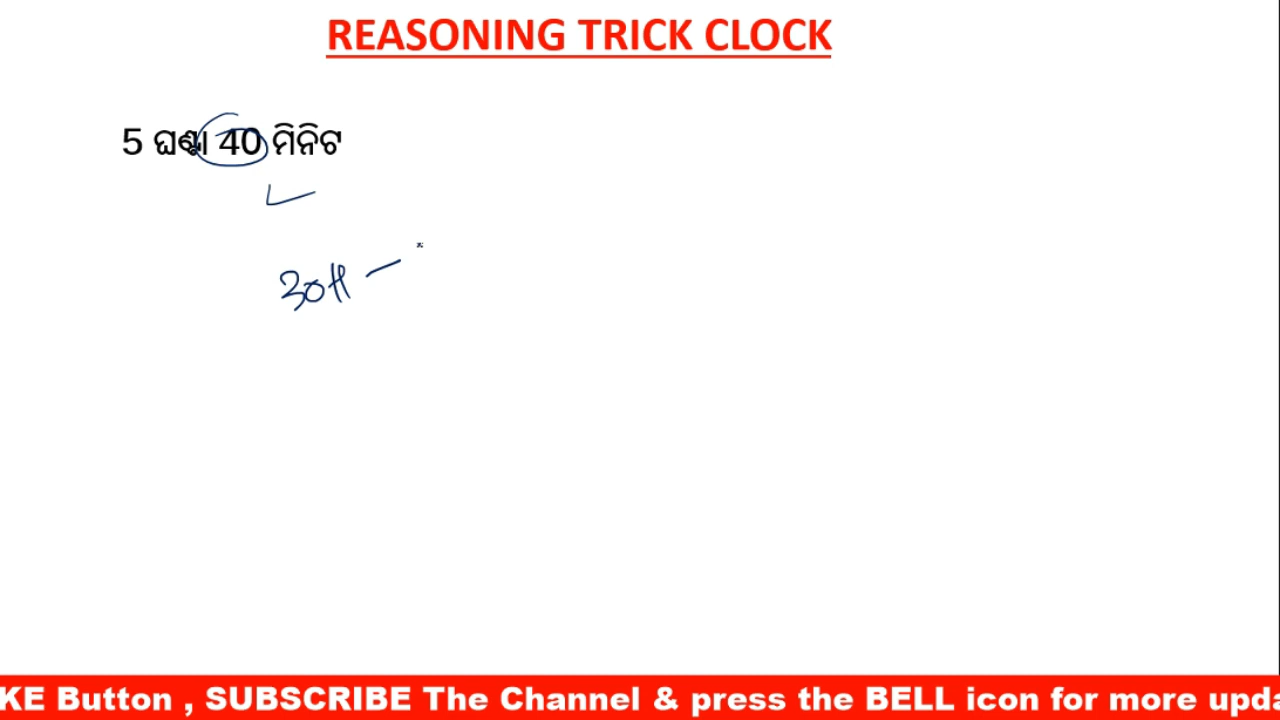 REASONING TRICK CLOCK
5 ଘଣ୍ଟା 40 ମିନିଟ
30H —
KE Button , SUBSCRIBE The Channel & press the BELL icon for more upda